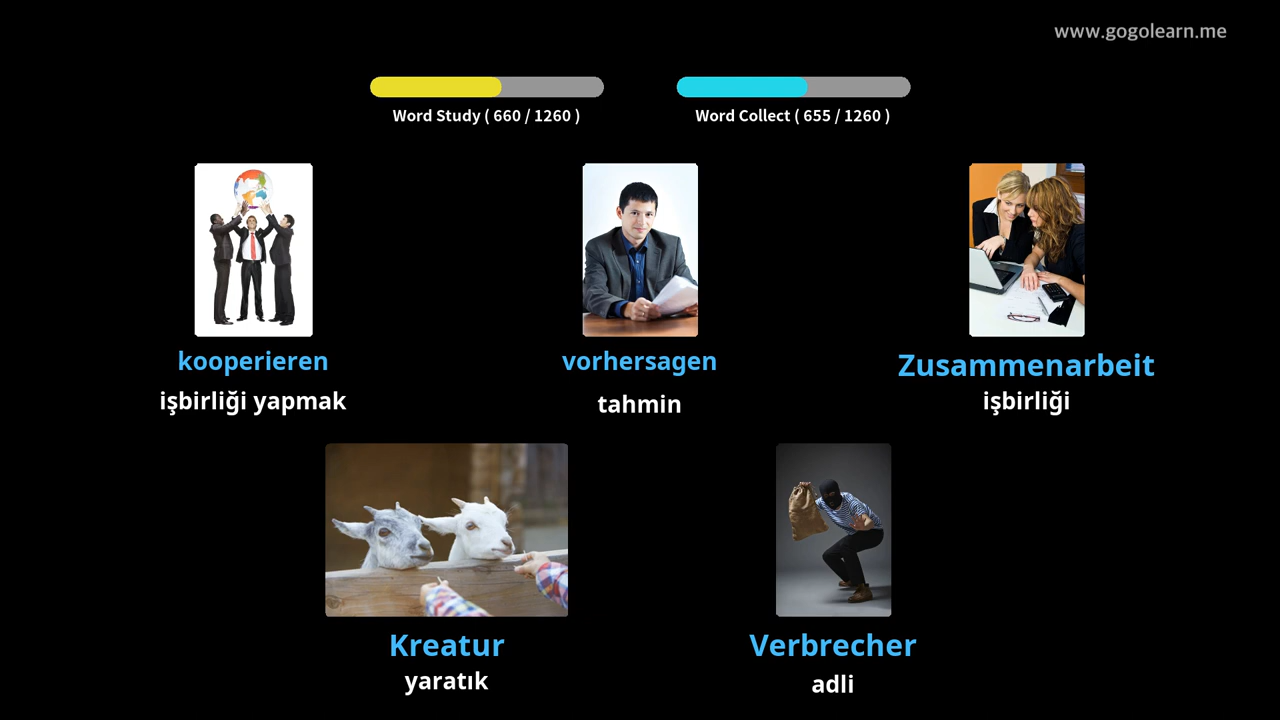 www.gogolearn.me
Word Study ( 660 / 1260 )
Word Collect ( 655 / 1260 )
kooperieren
işbirliği yapmak
vorhersagen
tahmin
Zusammenarbeit
işbirliği
Kreatur
yaratık
Verbrecher
adli